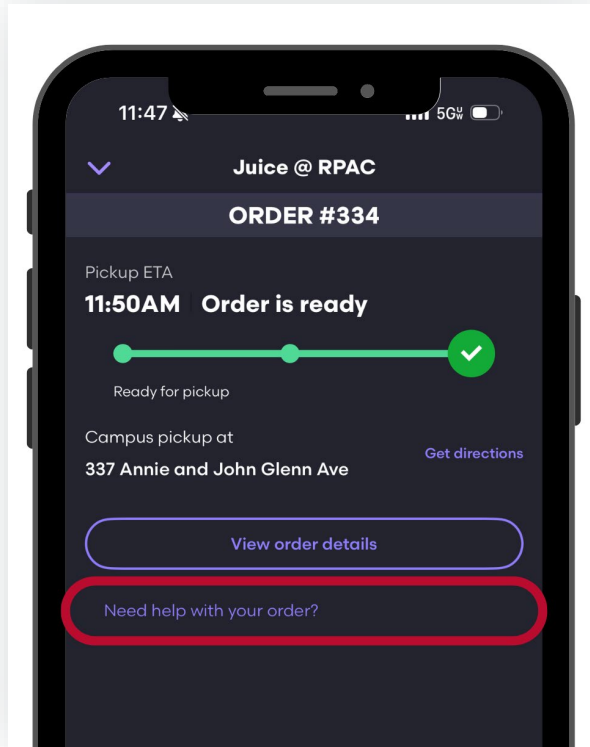 11:47 5GUW
Juice @ RPAC
ORDER #334
Pickup ETA
11:50AM Order is ready
Ready for pickup
Campus pickup at
337 Annie and John Glenn Ave
Get directions
View order details
Need help with your order?